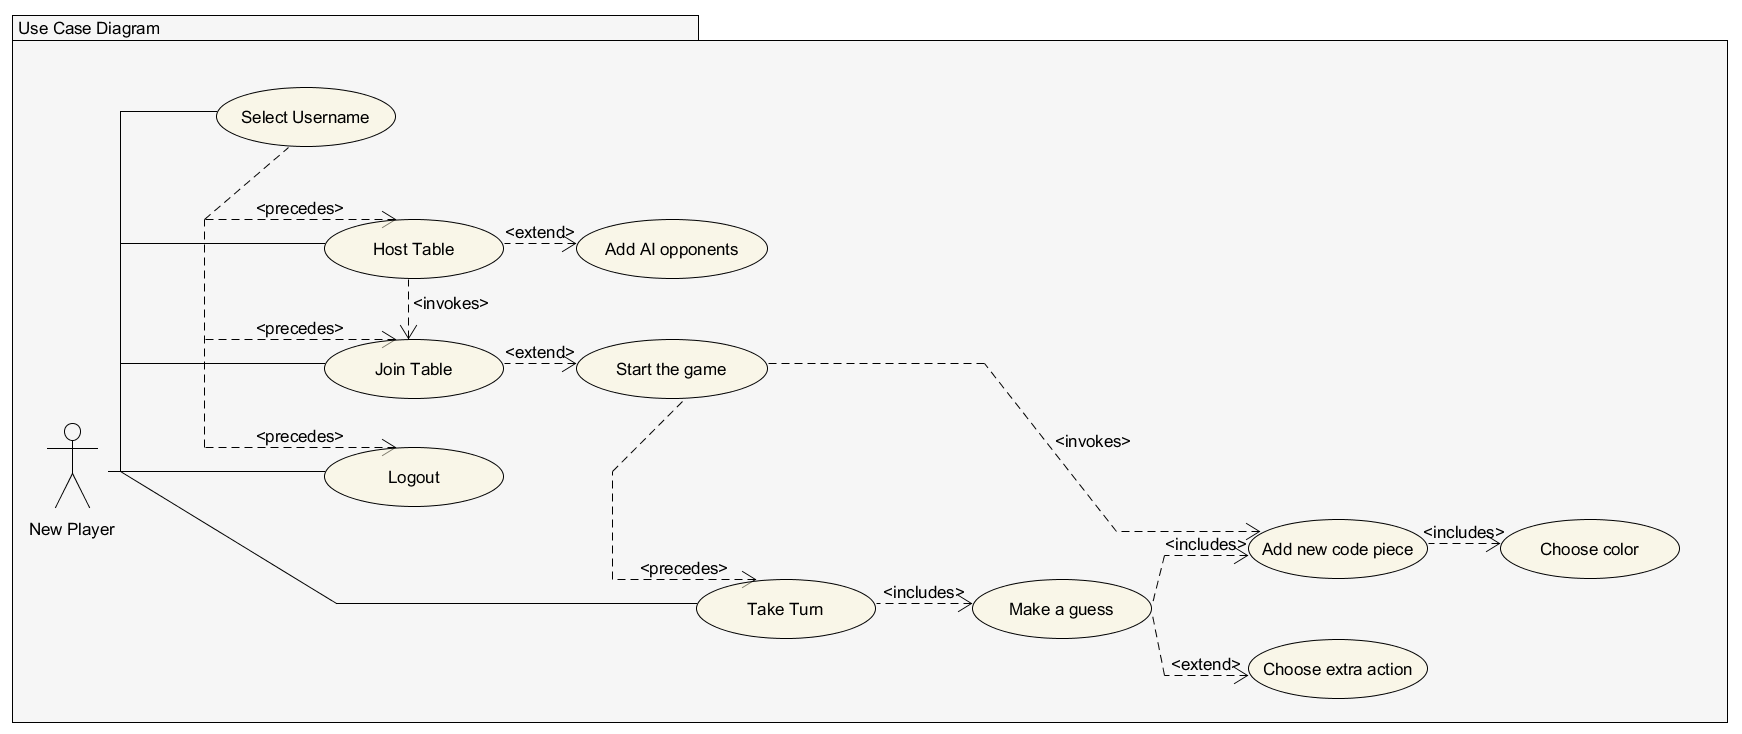 Use Case Diagram
Select Username
<precedes>
Host Table
<extend>
Add AI opponents
<invokes>
<precedes>
Join Table
<extend>
Start the game
<precedes>
Logout
<invokes>
New Player
<includes>
Add new code piece
<includes>
Choose color
<precedes>
Take Turn
<includes>
Make a guess
<extend>
Choose extra action